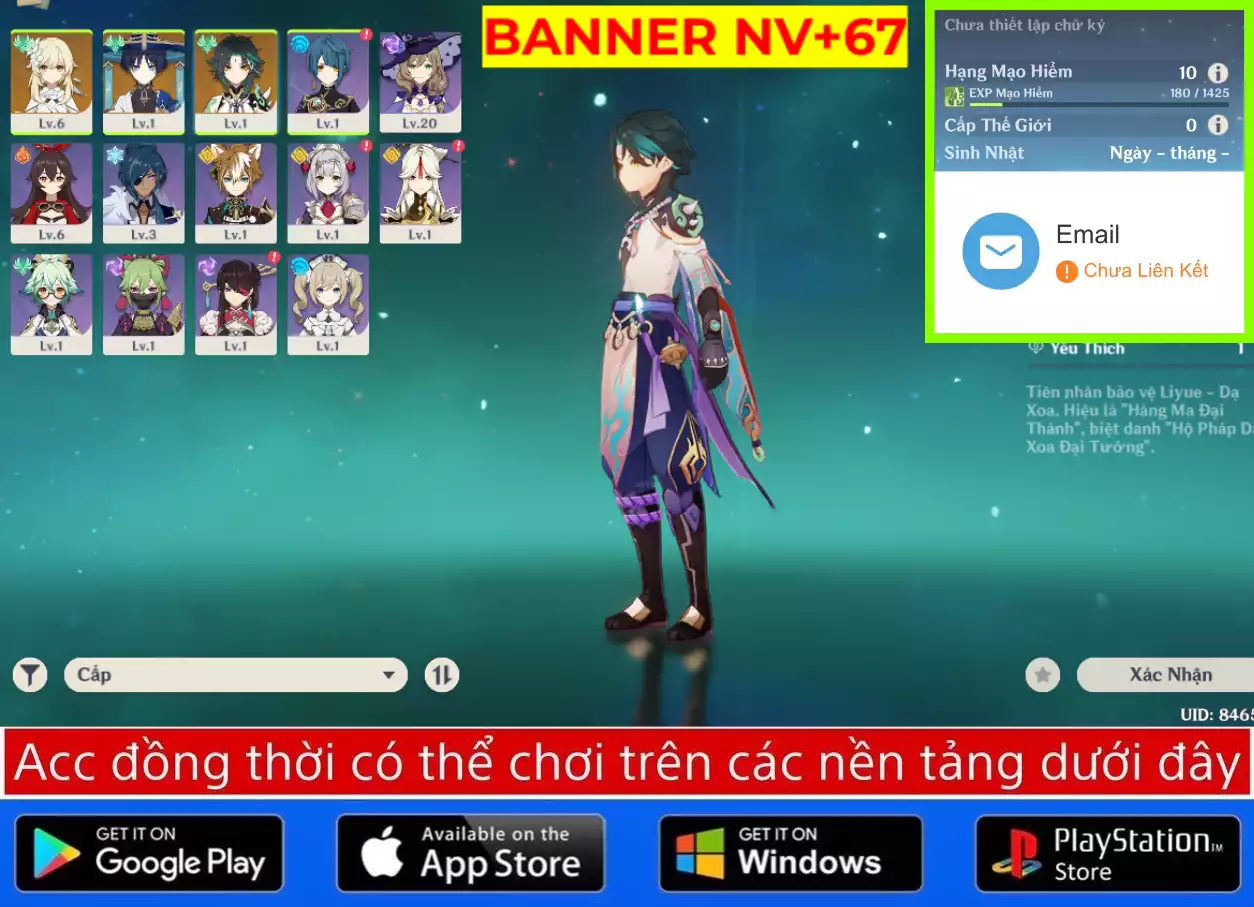 BANNER NV+67
Chưa thiết lập chữ ký
Hạng Mạo Hiểm 10
EXP Mạo Hiểm 180 / 1425
Cấp Thế Giới 0
Sinh Nhật Ngày - tháng -
Email
Chưa Liên Kết
Yêu Thích 1
Tiên nhân bảo vệ Liyue - Dạ
Xoa. Hiệu là "Hàng Ma Đại
Thánh", biệt danh "Hộ Pháp Dạ
Xoa Đại Tướng".
Lv.6 Lv.1 Lv.1 Lv.1 Lv.20
Lv.6 Lv.3 Lv.1 Lv.1 Lv.1
Lv.1 Lv.1 Lv.1 Lv.1
Cấp
Xác Nhận
UID: 8465
Acc đồng thời có thể chơi trên các nền tảng dưới đây
GET IT ON
Google Play
Available on the
App Store
GET IT ON
Windows
PlayStation TM
Store